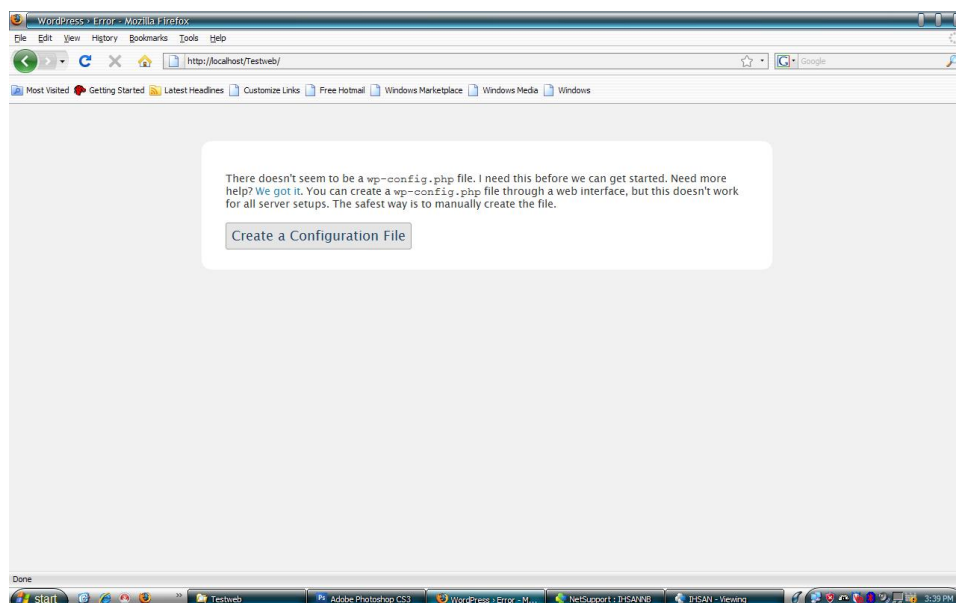 WordPress › Error - Mozilla Firefox
File Edit View History Bookmarks Tools Help
http://localhost/Testweb/
Google
Most Visited Getting Started Latest Headlines Customize Links Free Hotmail Windows Marketplace Windows Media Windows
There doesn't seem to be a wp-config.php file. I need this before we can get started. Need more
help? We got it. You can create a wp-config.php file through a web interface, but this doesn't work
for all server setups. The safest way is to manually create the file.
Create a Configuration File
Done
start Testweb Adobe Photoshop CS3 WordPress › Error - M... NetSupport : IHSANNB IHSAN - Viewing 3:39 PM